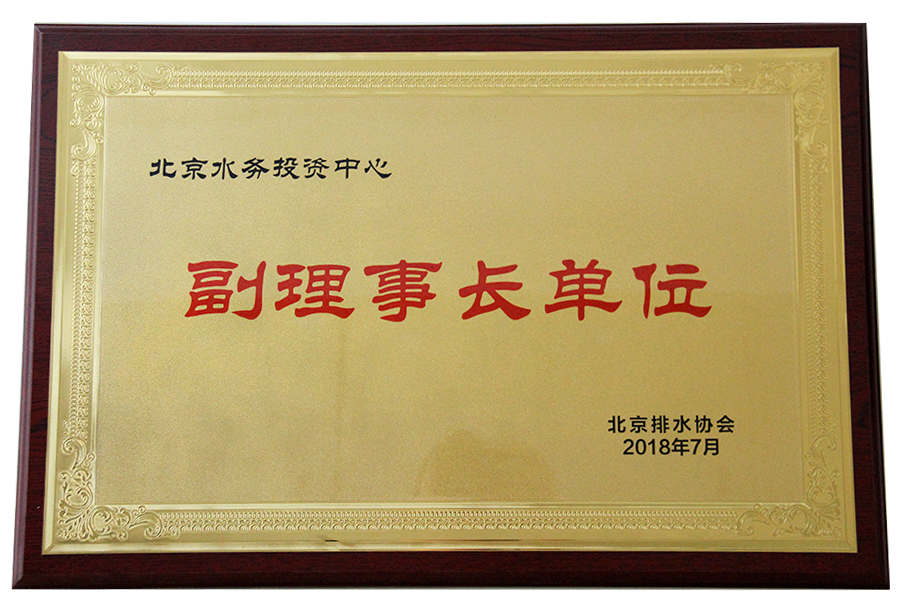 北京水务投资中心
副理事长单位
北京排水协会
2018年7月